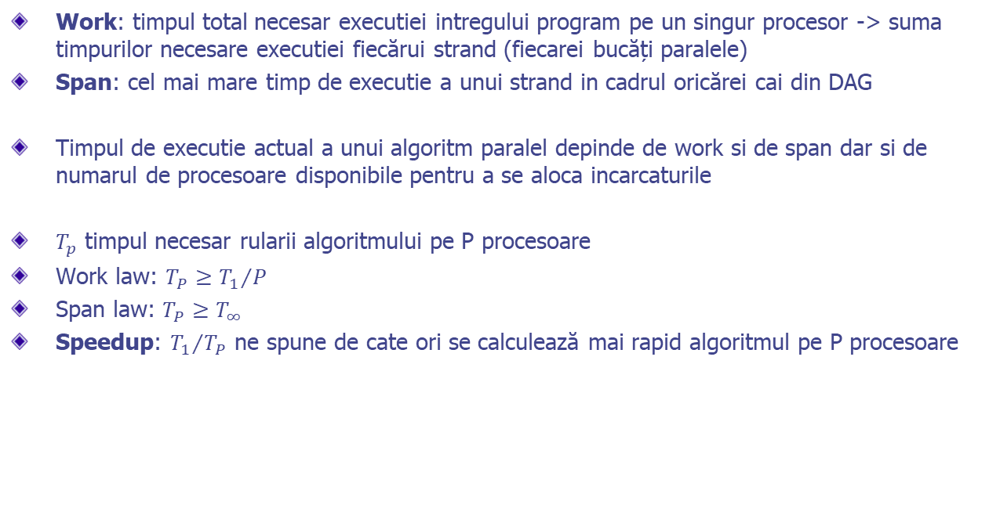 Work: timpul total necesar executiei intregului program pe un singur procesor -> suma
timpurilor necesare executiei fiecărui strand (fiecarei bucăți paralele)
Span: cel mai mare timp de executie a unui strand in cadrul oricărei cai din DAG
Timpul de executie actual a unui algoritm paralel depinde de work si de span dar si de
numarul de procesoare disponibile pentru a se aloca incarcaturile
T_p timpul necesar rularii algoritmului pe P procesoare
Work law: T_P ≥ T_1/P
Span law: T_P ≥ T_∞
Speedup: T_1/T_P ne spune de cate ori se calculează mai rapid algoritmul pe P procesoare